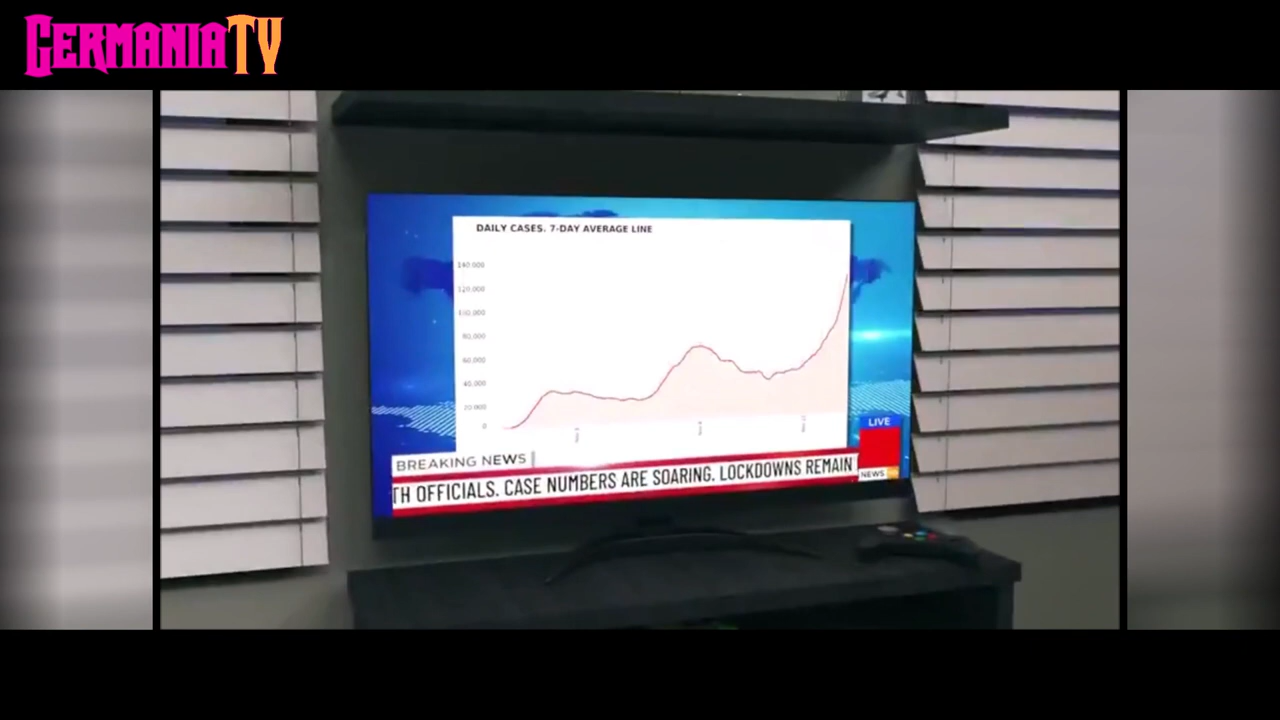 GERMANIATV
DAILY CASES. 7-DAY AVERAGE LINE
140,000
120,000
100,000
80,000
60,000
40,000
20,000
0
LIVE
BREAKING NEWS
TH OFFICIALS. CASE NUMBERS ARE SOARING. LOCKDOWNS REMAIN
NEWS